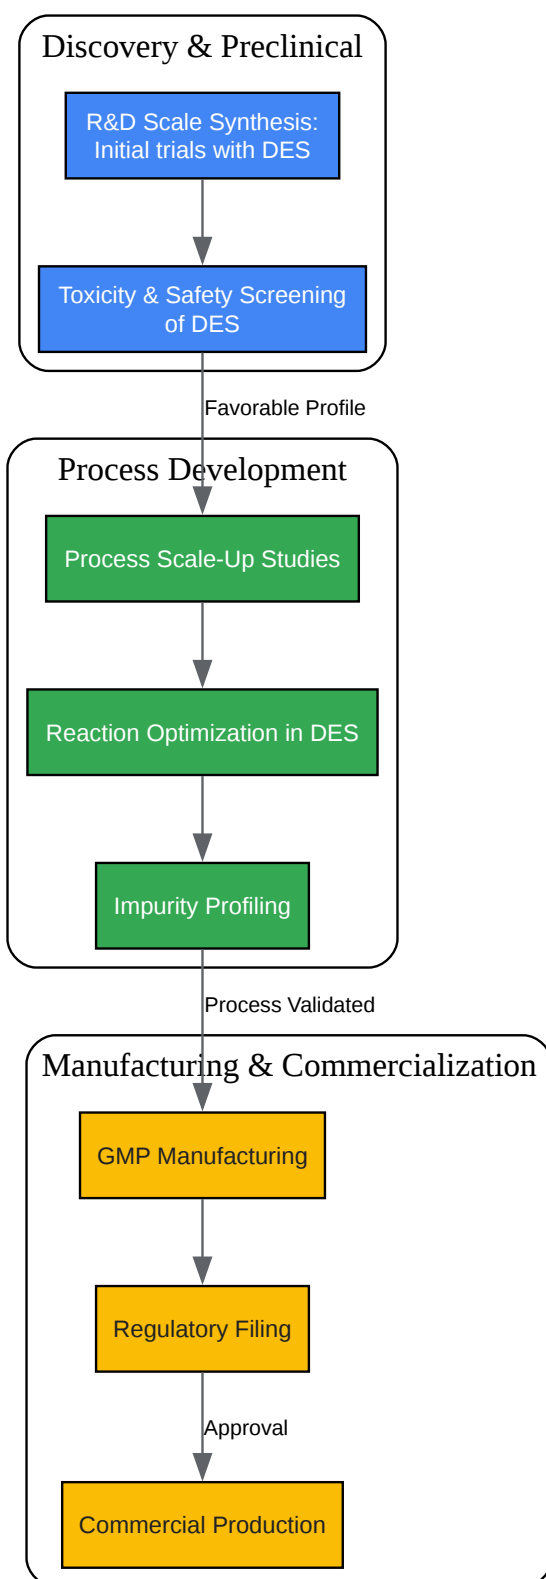 Discovery & Preclinical
R&D Scale Synthesis:
Initial trials with DES
Toxicity & Safety Screening
of DES
Favorable Profile
Process Development
Process Scale-Up Studies
Reaction Optimization in DES
Impurity Profiling
Process Validated
Manufacturing & Commercialization
GMP Manufacturing
Regulatory Filing
Approval
Commercial Production